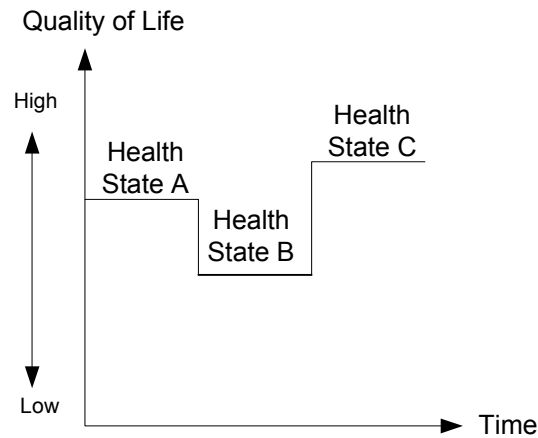 Quality of Life
High
Health
State A
Health
State B
Health
State C
Low
Time